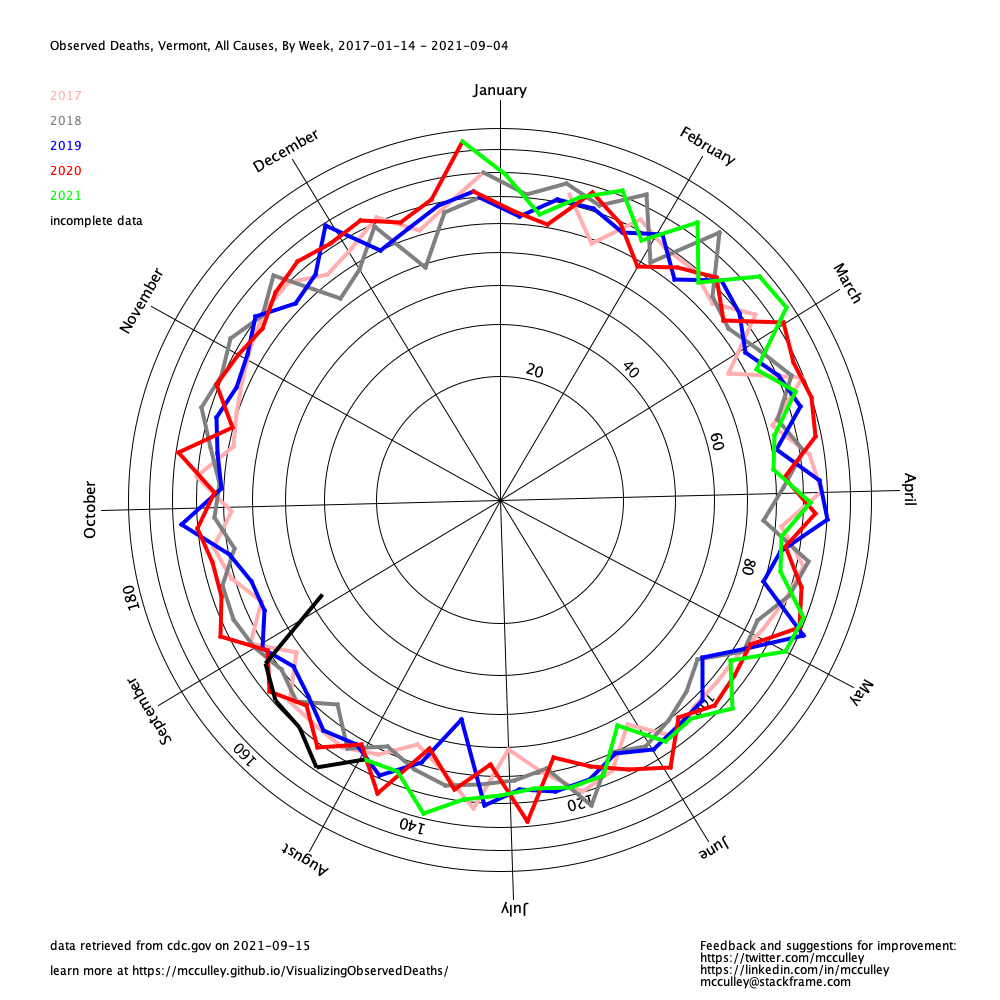 Observed Deaths, Vermont, All Causes, By Week, 2017-01-14 - 2021-09-04
2017
2018
2019
2020
2021
incomplete data
January
February
March
April
May
June
July
August
September
October
November
December
20
40
60
80
100
120
140
160
180
data retrieved from cdc.gov on 2021-09-15
learn more at https://mcculley.github.io/VisualizingObservedDeaths/
Feedback and suggestions for improvement:
https://twitter.com/mcculley
https://linkedin.com/in/mcculley
mcculley@stackframe.com